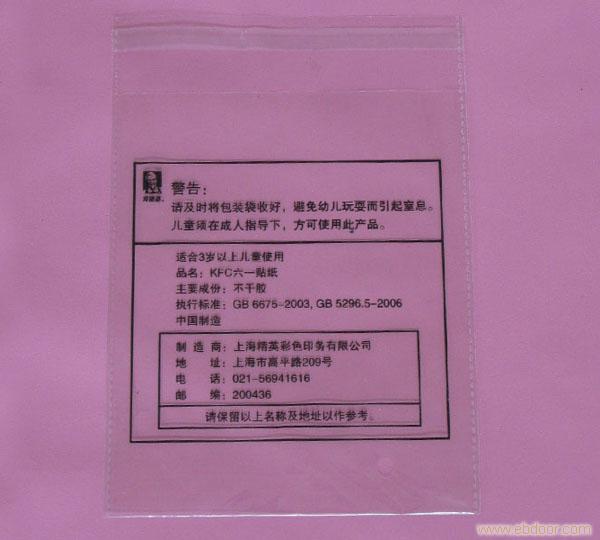 肯德基
警告：
请及时将包装袋收好，避免幼儿玩耍而引起窒息。
儿童须在成人指导下，方可使用此产品。
适合3岁以上儿童使用
品名：KFC六一贴纸
主要成份：不干胶
执行标准：GB 6675-2003, GB 5296.5-2006
中国制造
制 造 商：上海精英彩色印务有限公司
地 址：上海市高平路209号
电 话：021-56941616
邮 编：200436
请保留以上名称及地址以作参考。
www.ebdoor.com